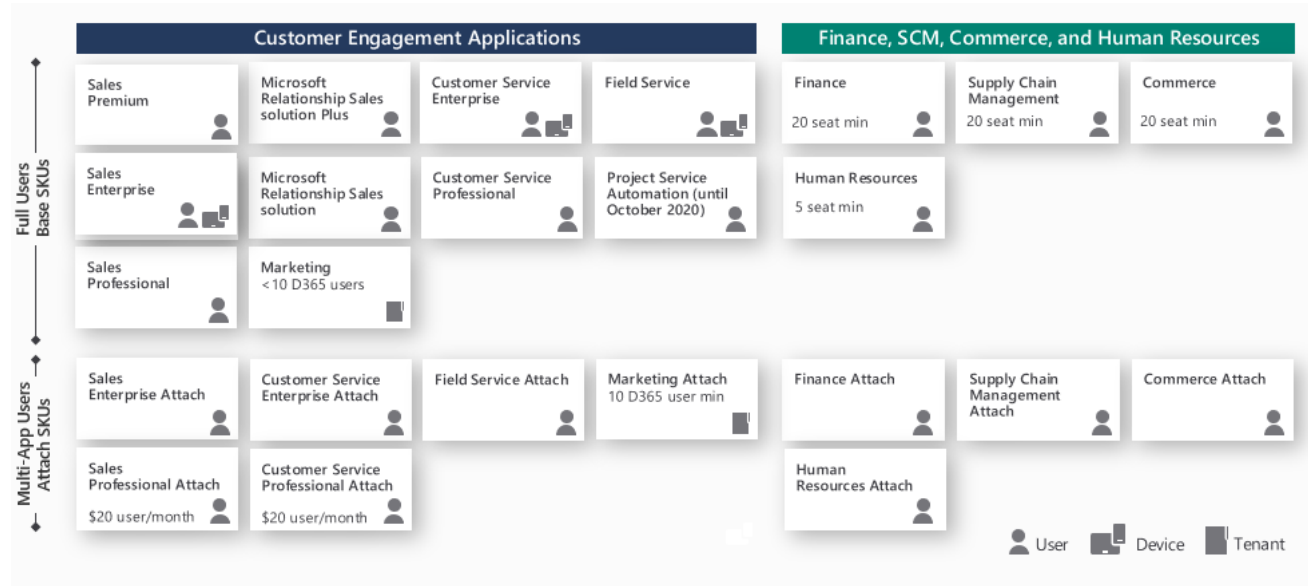 Customer Engagement Applications
Finance, SCM, Commerce, and Human Resources
Full Users
Base SKUs
Sales
Premium
Microsoft
Relationship Sales
solution Plus
Customer Service
Enterprise
Field Service
Finance
20 seat min
Supply Chain
Management
20 seat min
Commerce
20 seat min
Sales
Enterprise
Microsoft
Relationship Sales
solution
Customer Service
Professional
Project Service
Automation (until
October 2020)
Human Resources
5 seat min
Sales
Professional
Marketing
<10 D365 users
Multi-App Users
Attach SKUs
Sales
Enterprise Attach
Customer Service
Enterprise Attach
Field Service Attach
Marketing Attach
10 D365 user min
Finance Attach
Supply Chain
Management
Attach
Commerce Attach
Sales
Professional Attach
$20 user/month
Customer Service
Professional Attach
$20 user/month
Human
Resources Attach
User
Device
Tenant